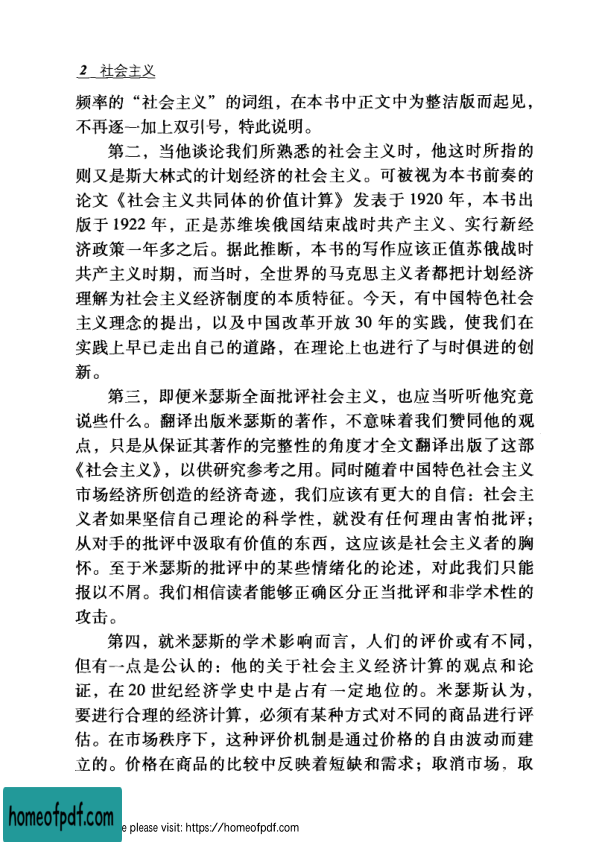 2 社会主义
频率的“社会主义”的词组，在本书中正文中为整洁版而起见，
不再逐一加上双引号，特此说明。
第二，当他谈论我们所熟悉的社会主义时，他这时所指的
则又是斯大林式的计划经济的社会主义。可被视为本书前奏的
论文《社会主义共同体的价值计算》发表于1920年，本书出
版于1922年，正是苏维埃俄国结束战时共产主义、实行新经
济政策一年多之后。据此推断，本书的写作应该正值苏俄战时
共产主义时期，而当时，全世界的马克思主义者都把计划经济
理解为社会主义经济制度的本质特征。今天，有中国特色社会
主义理念的提出，以及中国改革开放30年的实践，使我们在
实践上早已走出自己的道路，在理论上也进行了与时俱进的创
新。
第三，即便米瑟斯全面批评社会主义，也应当听听他究竟
说些什么。翻译出版米瑟斯的著作，不意味着我们赞同他的观
点，只是从保证其著作的完整性的角度才全文翻译出版了这部
《社会主义》，以供研究参考之用。同时随着中国特色社会主义
市场经济所创造的经济奇迹，我们应该有更大的自信：社会主
义者如果坚信自己理论的科学性，就没有任何理由害怕批评；
从对手的批评中汲取有价值的东西，这应该是社会主义者的胸
怀。至于米瑟斯的批评中的某些情绪化的论述，对此我们只能
报以不屑。我们相信读者能够正确区分正当批评和非学术性的
攻击。
第四，就米瑟斯的学术影响而言，人们的评价或有不同，
但有一点是公认的：他的关于社会主义经济计算的观点和论
证，在20世纪经济学史中是占有一定地位的。米瑟斯认为，
要进行合理的经济计算，必须有某种方式对不同的商品进行评
估。在市场秩序下，这种评价机制是通过价格的自由波动而建
立的。价格在商品的比较中反映着短缺和需求；取消市场，取
homeofpdf.com
e please visit: https://homeofpdf.com